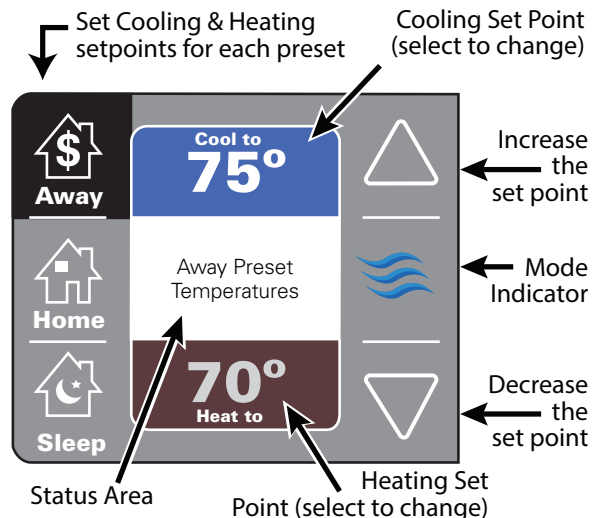 Set Cooling & Heating
setpoints for each preset
Cooling Set Point
(select to change)
$
Away
Cool to
75º
Increase
the
set point
Away Preset
Temperatures
Home
Mode
Indicator
70º
Heat to
Sleep
Decrease
the
set point
Status Area
Heating Set
Point (select to change)